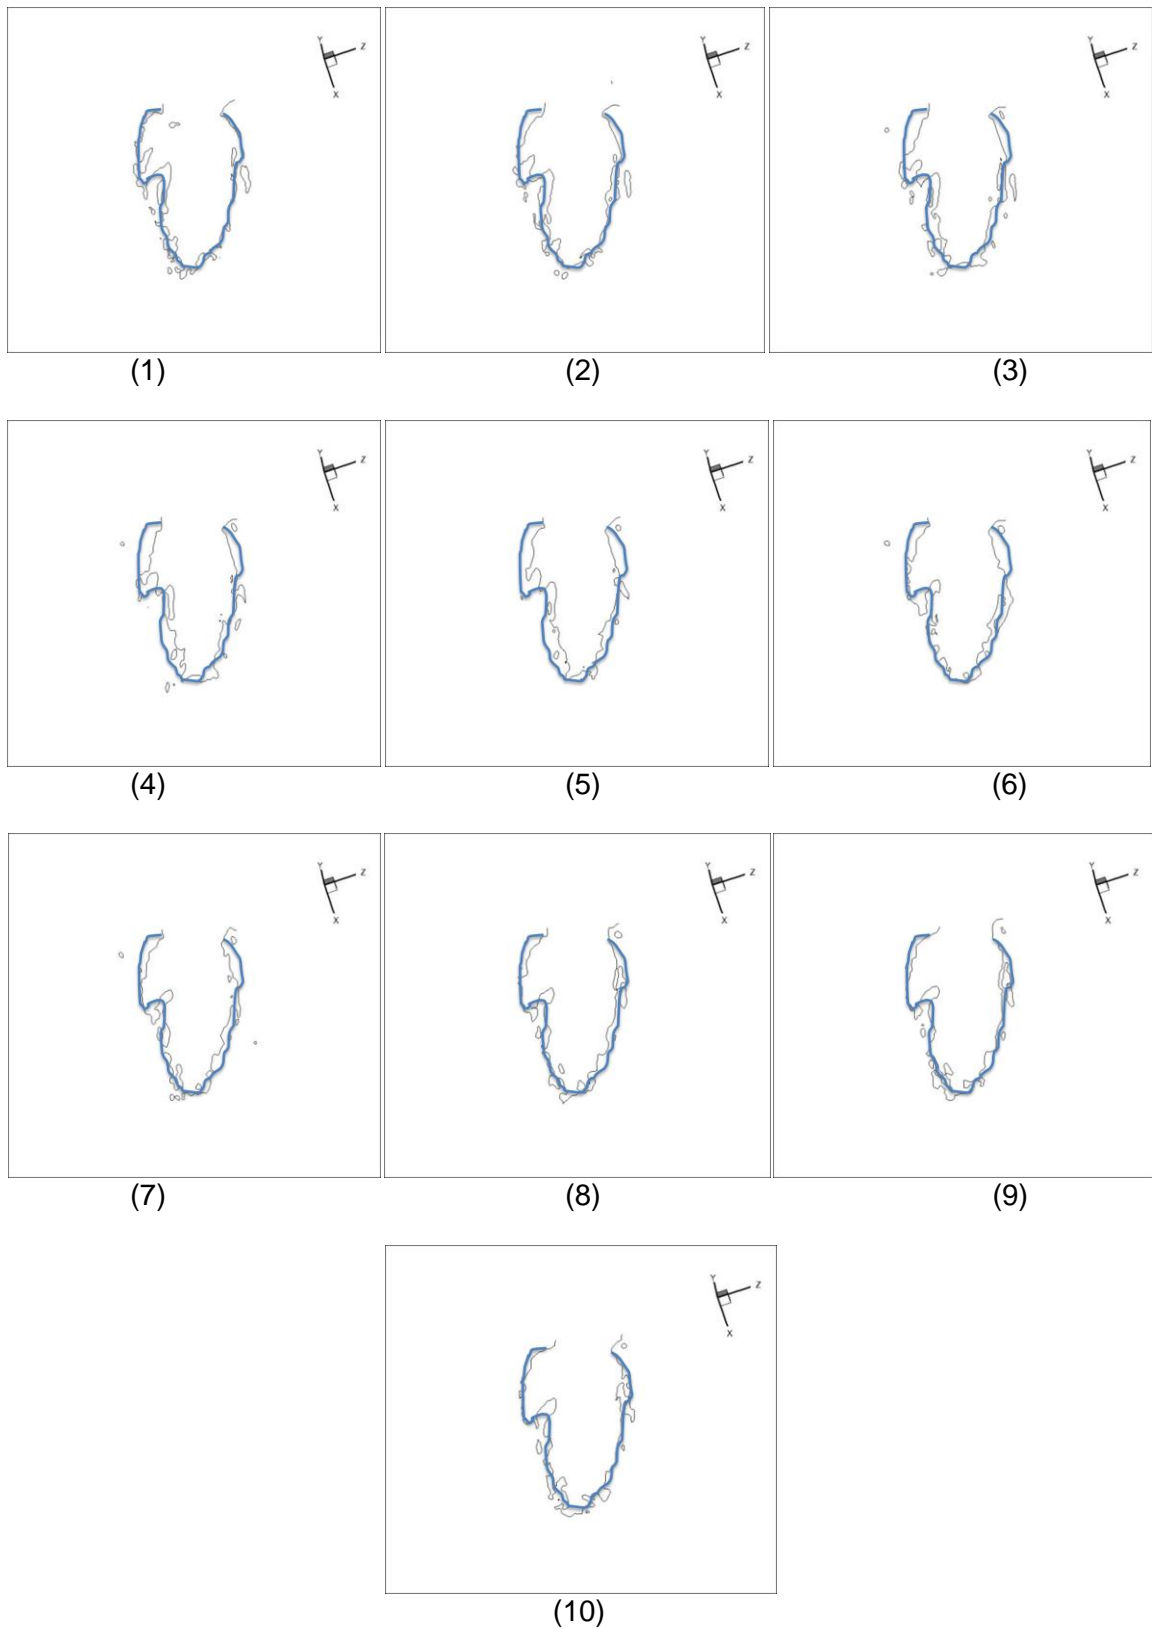 Y Z
X
Y Z
X
Y Z
X
(1) (2) (3)
Y Z
X
Y Z
X
Y Z
X
(4) (5) (6)
Y Z
X
Y Z
X
Y Z
X
(7) (8) (9)
Y Z
X
(10)